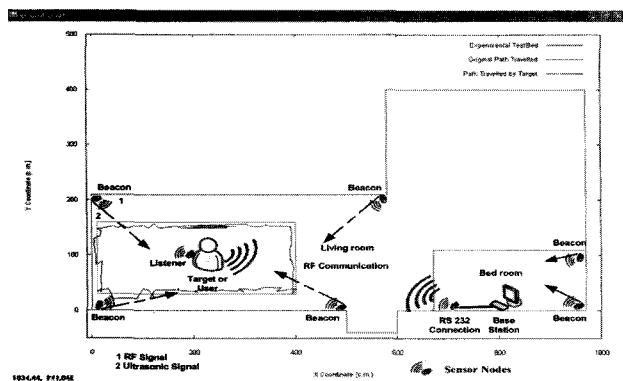 500
Experimental TestBed
Original Path Travelled
Path Travelled by Target
400
300
Y Coordinate (c.m.)
Beacon
Beacon
200
1
2
Living room
Beacon
Listener
RF Communication
100
Target or
User
Bed room
0
Beacon
Beacon
RS 232
Connection
Base
Station
Beacon
0
200
400
600
800
1000
1 RF Signal
2 Ultrasonic Signal
X Coordinate (c.m.)
Sensor Nodes